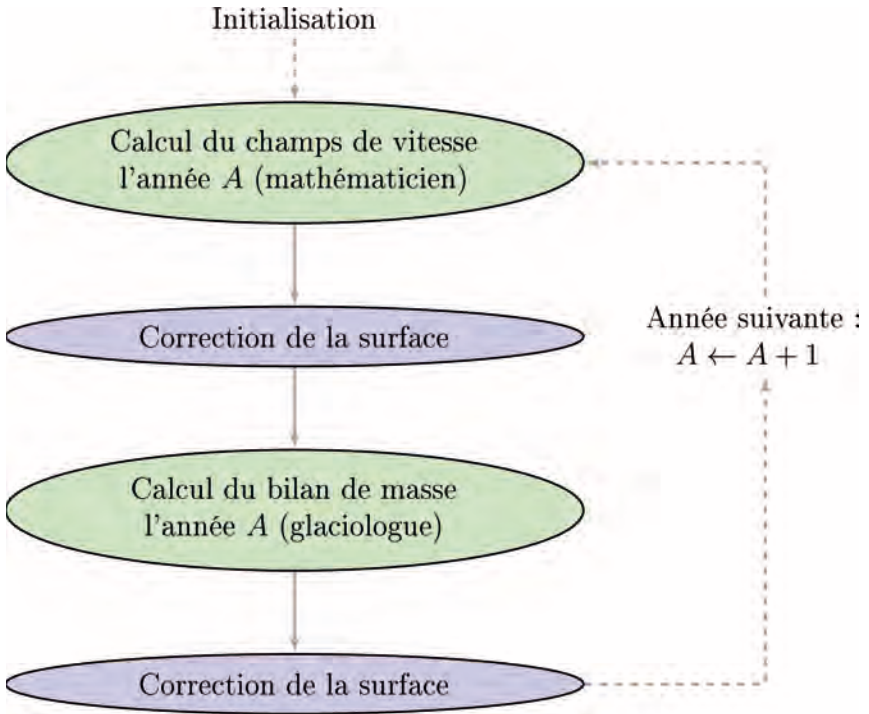 Initialisation
Calcul du champs de vitesse
l'année A (mathématicien)
Correction de la surface
Année suivante :
A ← A + 1
Calcul du bilan de masse
l'année A (glaciologue)
Correction de la surface